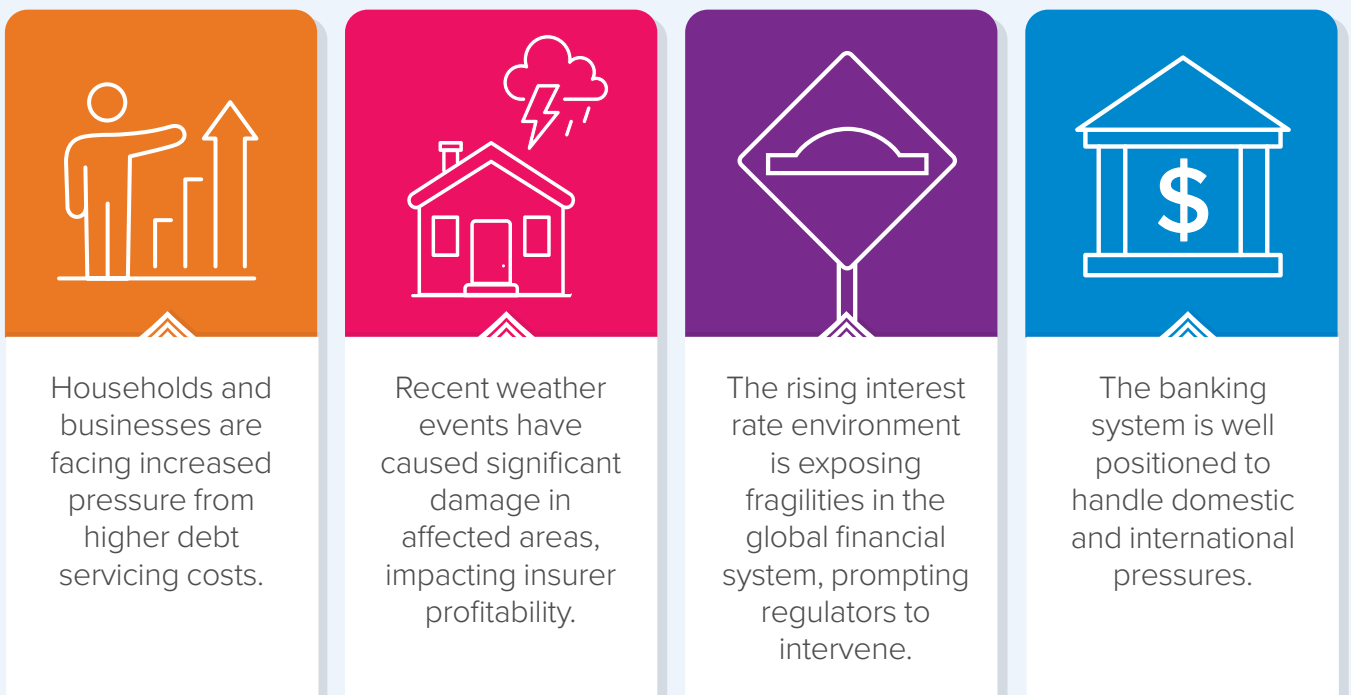 $
Households and
businesses are
facing increased
pressure from
higher debt
servicing costs.
Recent weather
events have
caused significant
damage in
affected areas,
impacting insurer
profitability.
The rising interest
rate environment
is exposing
fragilities in the
global financial
system, prompting
regulators to
intervene.
The banking
system is well
positioned to
handle domestic
and international
pressures.